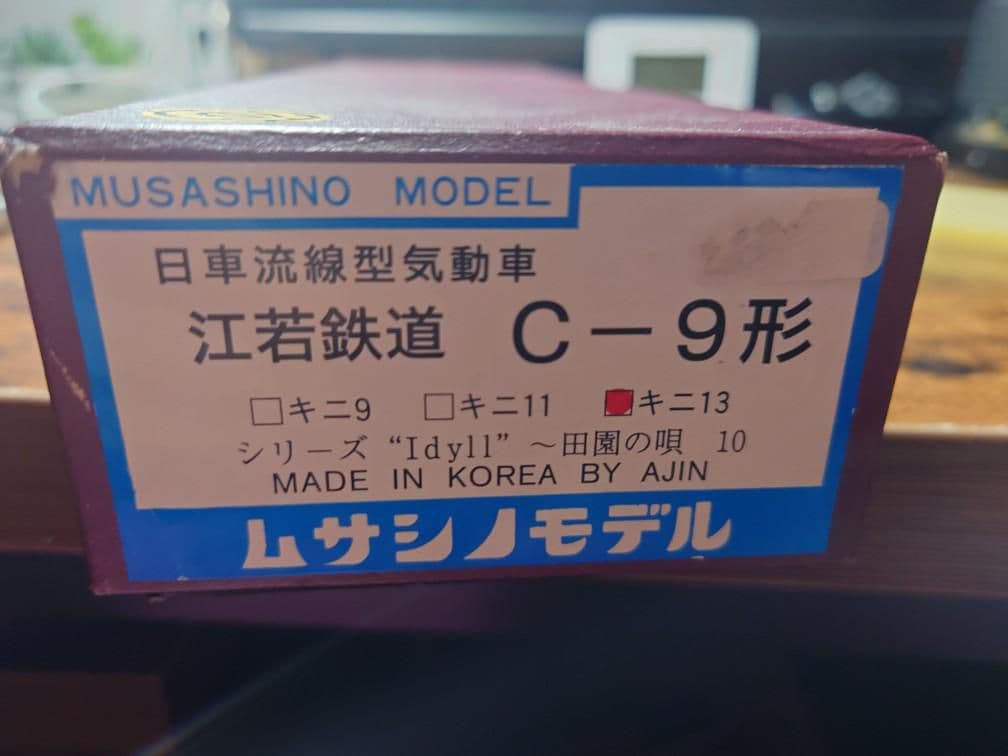 MUSASHINO MODEL
日車流線型気動車
江若鉄道 C－9形
□キニ9 □キニ11 ■キニ13
シリーズ “Idyll” ～田園の唄 10
MADE IN KOREA BY AJIN
ムサシノモデル